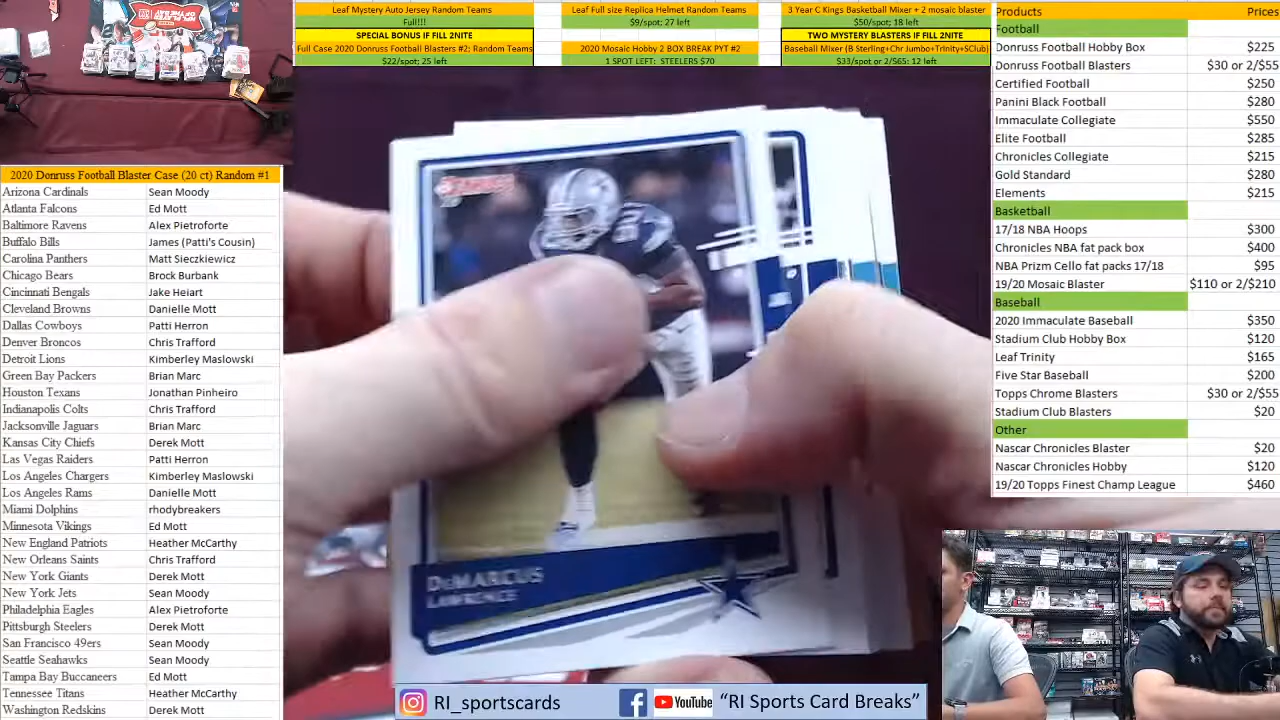 Leaf Mystery Auto Jersey Random Teams
Full!!!
SPECIAL BONUS IF FILL 2NITE
Full Case 2020 Donruss Football Blasters #2; Random Teams
$22/spot; 25 left
Leaf Full size Replica Helmet Random Teams
$9/spot; 27 left
2020 Mosaic Hobby 2 BOX BREAK PYT #2
1 SPOT LEFT:  STEELERS $70
3 Year C Kings Basketball Mixer + 2 mosaic blaster
$50/spot; 18 left
TWO MYSTERY BLASTERS IF FILL 2NITE
Baseball Mixer (B Sterling+Chr Jumbo+Trinity+SClub)
$33/spot or 2/$65: 12 left
Products Prices
Football
Donruss Football Hobby Box $225
Donruss Football Blasters $30 or 2/$55
Certified Football $250
Panini Black Football $280
Immaculate Collegiate $550
Elite Football $285
Chronicles Collegiate $215
Gold Standard $280
Elements $215
Basketball
17/18 NBA Hoops $300
Chronicles NBA fat pack box $400
NBA Prizm Cello fat packs 17/18 $95
19/20 Mosaic Blaster $110 or 2/$210
Baseball
2020 Immaculate Baseball $350
Stadium Club Hobby Box $120
Leaf Trinity $165
Five Star Baseball $200
Topps Chrome Blasters $30 or 2/$55
Stadium Club Blasters $20
Other
Nascar Chronicles Blaster $20
Nascar Chronicles Hobby $120
19/20 Topps Finest Champ League $460
2020 Donruss Football Blaster Case (20 ct) Random #1
Arizona Cardinals Sean Moody
Atlanta Falcons Ed Mott
Baltimore Ravens Alex Pietroforte
Buffalo Bills James (Patti's Cousin)
Carolina Panthers Matt Sieczkiewicz
Chicago Bears Brock Burbank
Cincinnati Bengals Jake Heiart
Cleveland Browns Danielle Mott
Dallas Cowboys Patti Herron
Denver Broncos Chris Trafford
Detroit Lions Kimberley Maslowski
Green Bay Packers Brian Marc
Houston Texans Jonathan Pinheiro
Indianapolis Colts Chris Trafford
Jacksonville Jaguars Brian Marc
Kansas City Chiefs Derek Mott
Las Vegas Raiders Patti Herron
Los Angeles Chargers Kimberley Maslowski
Los Angeles Rams Danielle Mott
Miami Dolphins rhodybreakers
Minnesota Vikings Ed Mott
New England Patriots Heather McCarthy
New Orleans Saints Chris Trafford
New York Giants Derek Mott
New York Jets Sean Moody
Philadelphia Eagles Alex Pietroforte
Pittsburgh Steelers Derek Mott
San Francisco 49ers Sean Moody
Seattle Seahawks Sean Moody
Tampa Bay Buccaneers Ed Mott
Tennessee Titans Heather McCarthy
Washington Redskins Derek Mott
DEMARCUS
LAWRENCE
RI_sportscards
YouTube
"RI Sports Card Breaks"